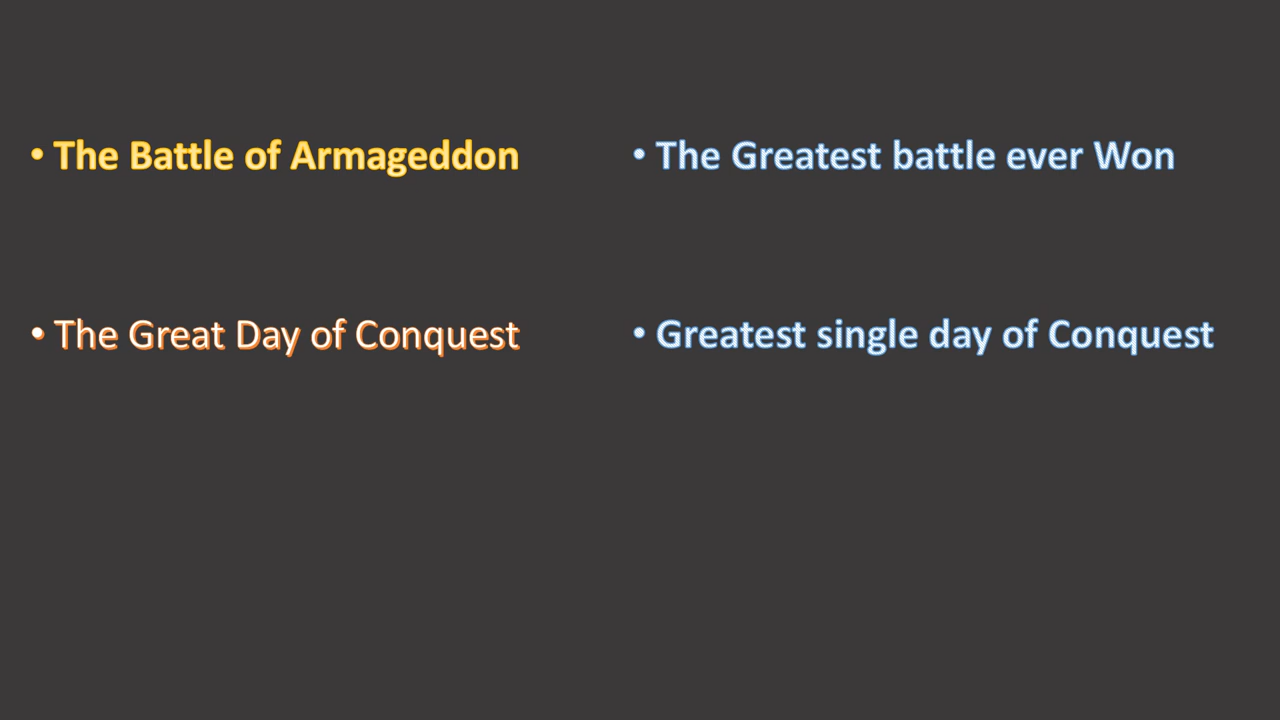 • The Battle of Armageddon
• The Greatest battle ever Won
• The Great Day of Conquest
• Greatest single day of Conquest